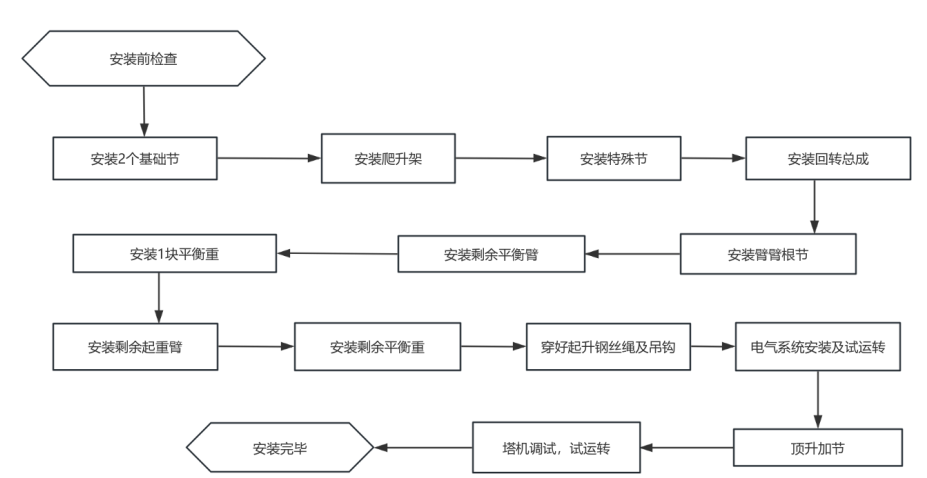 安装前检查
安装2个基础节
安装爬升架
安装特殊节
安装回转总成
安装臂臂根节
安装剩余平衡臂
安装1块平衡重
安装剩余起重臂
安装剩余平衡重
穿好起升钢丝绳及吊钩
电气系统安装及试运转
顶升加节
塔机调试，试运转
安装完毕